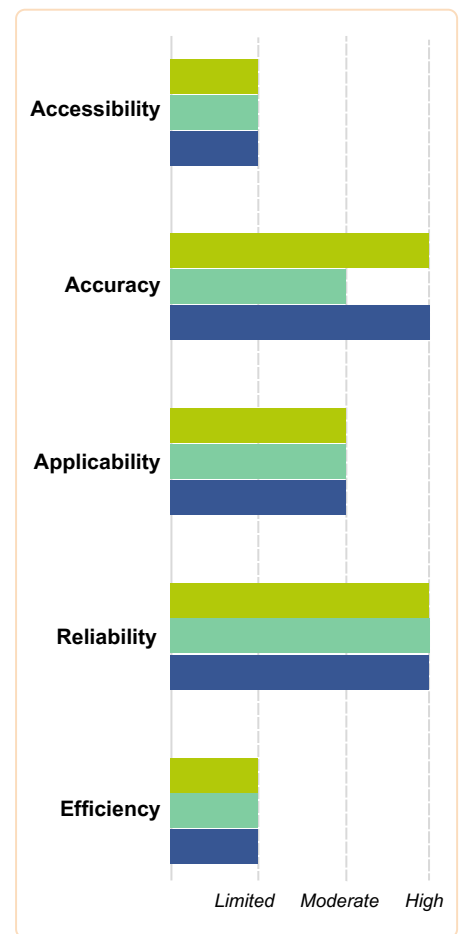 Accessibility
Accuracy
Applicability
Reliability
Efficiency
Limited Moderate High